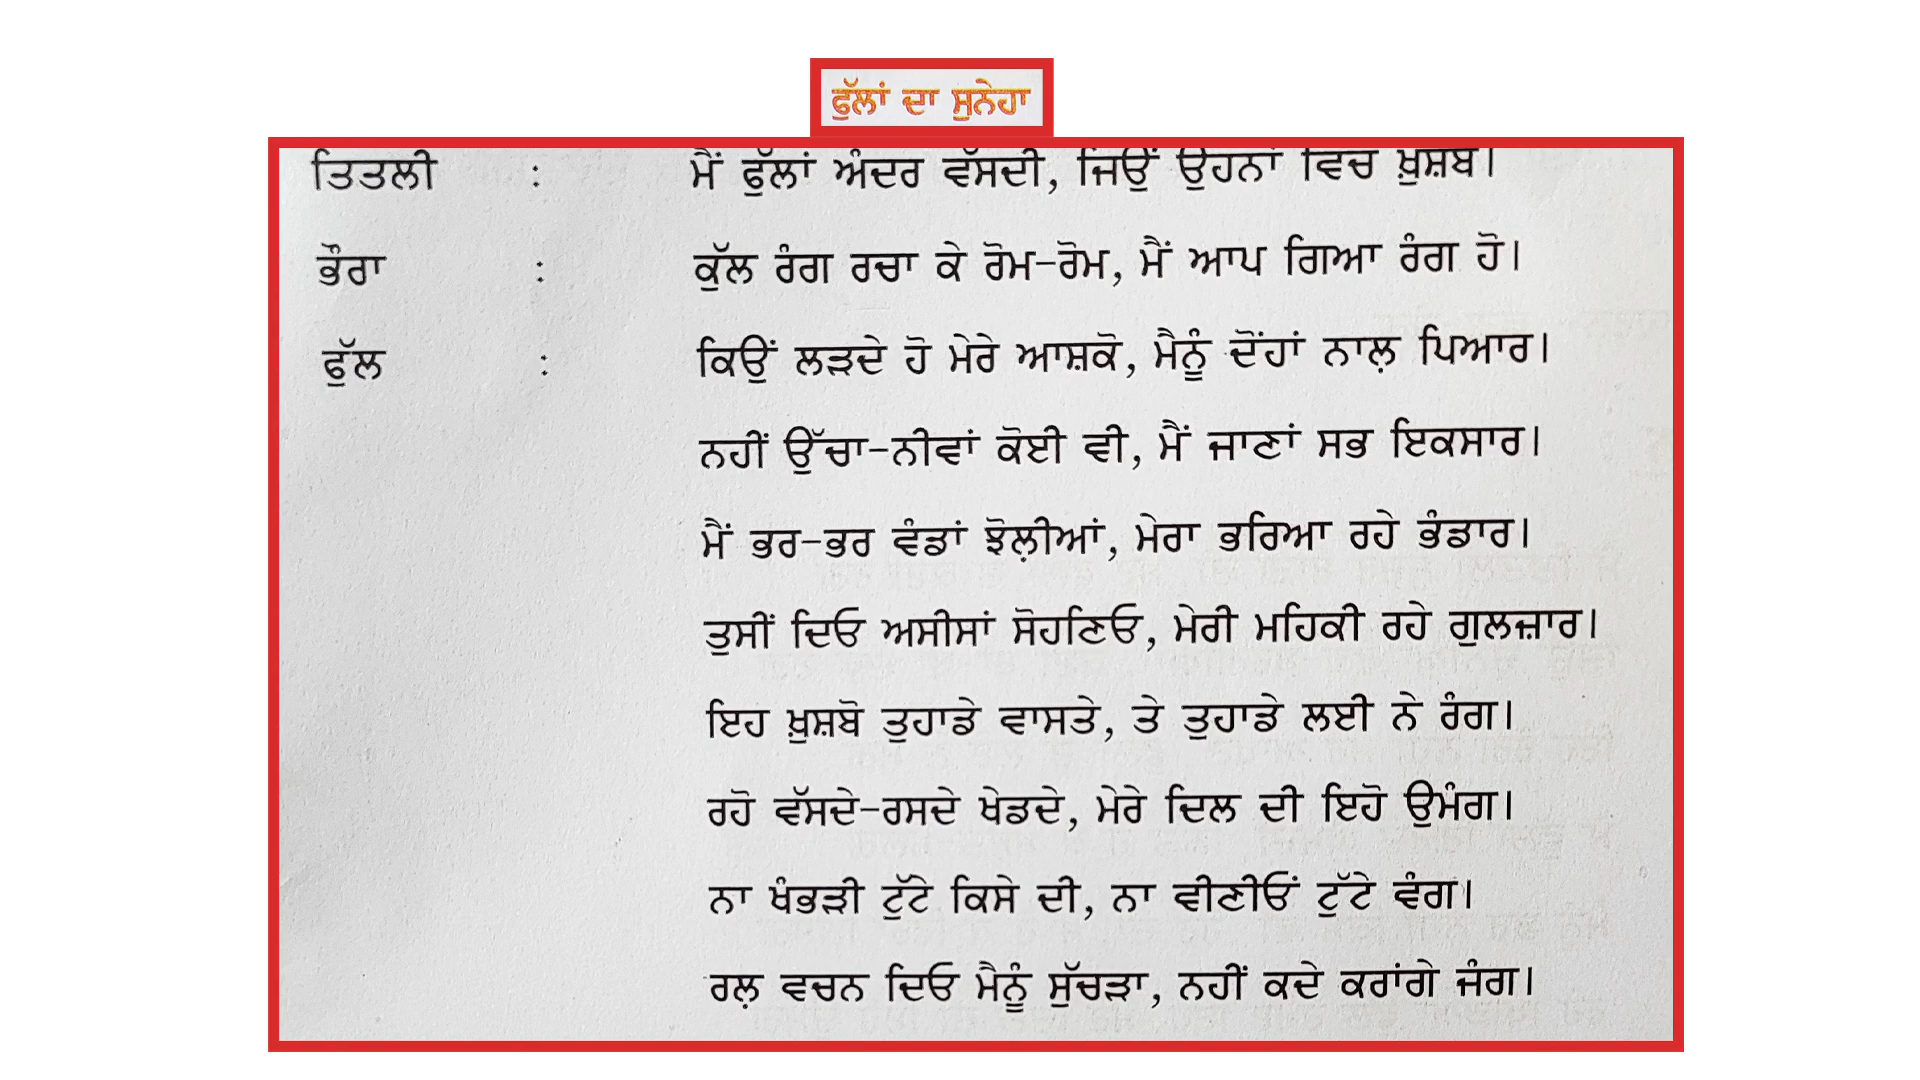 ਫੁੱਲਾਂ ਦਾ ਸੁਨੇਹਾ
ਤਿਤਲੀ : ਮੈਂ ਫੁੱਲਾਂ ਅੰਦਰ ਵੱਸਦੀ, ਜਿਉਂ ਉਹਨਾਂ ਵਿਚ ਖ਼ੁਸ਼ਬੋ।
ਭੌਰਾ : ਕੁੱਲ ਰੰਗ ਰਚਾ ਕੇ ਰੋਮ-ਰੋਮ, ਮੈਂ ਆਪ ਗਿਆ ਰੰਗ ਹੋ।
ਫੁੱਲ : ਕਿਉਂ ਲੜਦੇ ਹੋ ਮੇਰੇ ਆਸ਼ਕੋ, ਮੈਨੂੰ ਦੋਂਹਾਂ ਨਾਲ਼ ਪਿਆਰ।
ਨਹੀਂ ਉੱਚਾ-ਨੀਵਾਂ ਕੋਈ ਵੀ, ਮੈਂ ਜਾਣਾਂ ਸਭ ਇਕਸਾਰ।
ਮੈਂ ਭਰ-ਭਰ ਵੰਡਾਂ ਝੋਲ਼ੀਆਂ, ਮੇਰਾ ਭਰਿਆ ਰਹੇ ਭੰਡਾਰ।
ਤੁਸੀਂ ਦਿਓ ਅਸੀਸਾਂ ਸੋਹਣਿਓ, ਮੇਰੀ ਮਹਿਕੀ ਰਹੇ ਗੁਲਜ਼ਾਰ।
ਇਹ ਖ਼ੁਸ਼ਬੋ ਤੁਹਾਡੇ ਵਾਸਤੇ, ਤੇ ਤੁਹਾਡੇ ਲਈ ਨੇ ਰੰਗ।
ਰਹੋ ਵੱਸਦੇ-ਰਸਦੇ ਖੇਡਦੇ, ਮੇਰੇ ਦਿਲ ਦੀ ਇਹੋ ਉਮੰਗ।
ਨਾ ਖੰਭੜੀ ਟੁੱਟੇ ਕਿਸੇ ਦੀ, ਨਾ ਵੀਣੀਓਂ ਟੁੱਟੇ ਵੰਗ।
ਰਲ਼ ਵਚਨ ਦਿਓ ਮੈਨੂੰ ਸੁੱਚੜਾ, ਨਹੀਂ ਕਦੇ ਕਰਾਂਗੇ ਜੰਗ।